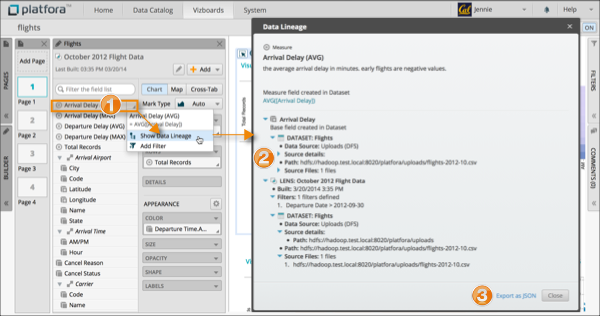 platfora
Home
Data Catalog
Vizboards
System
Cal
Jennie
Help
flights
ON
PAGES
BUILDER
COMMENTS (0)
Add Page
1
Page 1
2
Page 2
3
Page 3
4
Page 4
Flights
October 2012 Flight Data
Last Built: 03:35 PM 03/20/14
Add
Filter the field list
Chart
Map
Cross-Tab
Arrival Delay
Mark Type
Auto
1
Arrival Delay (AVG)
= AVG([Arrival Delay])
Show Data Lineage
Add Filter
Arrival Delay (MAX)
Departure Delay (AVG)
Departure Delay (MAX)
Total Records
Arrival Airport
City
Code
Latitude
Longitude
Name
State
Arrival Time
AM/PM
Hour
Cancel Reason
Cancel Status
Carrier
Code
Name
Total Records
DETAILS
APPEARANCE
COLOR
Departure Time.A...
SIZE
OPACITY
SHAPE
LABELS
Total Records
Data Lineage
Measure
Arrival Delay (AVG)
the average arrival delay in minutes. early flights are negative values.
Measure field created in Dataset
AVG([Arrival Delay])
2
Arrival Delay
Base field created in Dataset
DATASET: Flights
Data Source: Uploads (DFS)
Source details:
Path: hdfs://hadoop.test.local:8020/platfora/uploads
Source Files: 1 files
LENS: October 2012 Flight Data
Built: 3/20/2014 3:35 PM
Filters: 1 filters defined
1. Departure Date > 2012-09-30
DATASET: Flights
Data Source: Uploads (DFS)
Source details:
Path: hdfs://hadoop.test.local:8020/platfora/uploads
Path: hdfs://hadoop.test.local:8020/platfora/uploads/flights-2012-10.csv
Source Files: 1 files
1. hdfs://hadoop.test.local:8020/platfora/uploads/flights-2012-10.csv
3
Export as JSON
Close